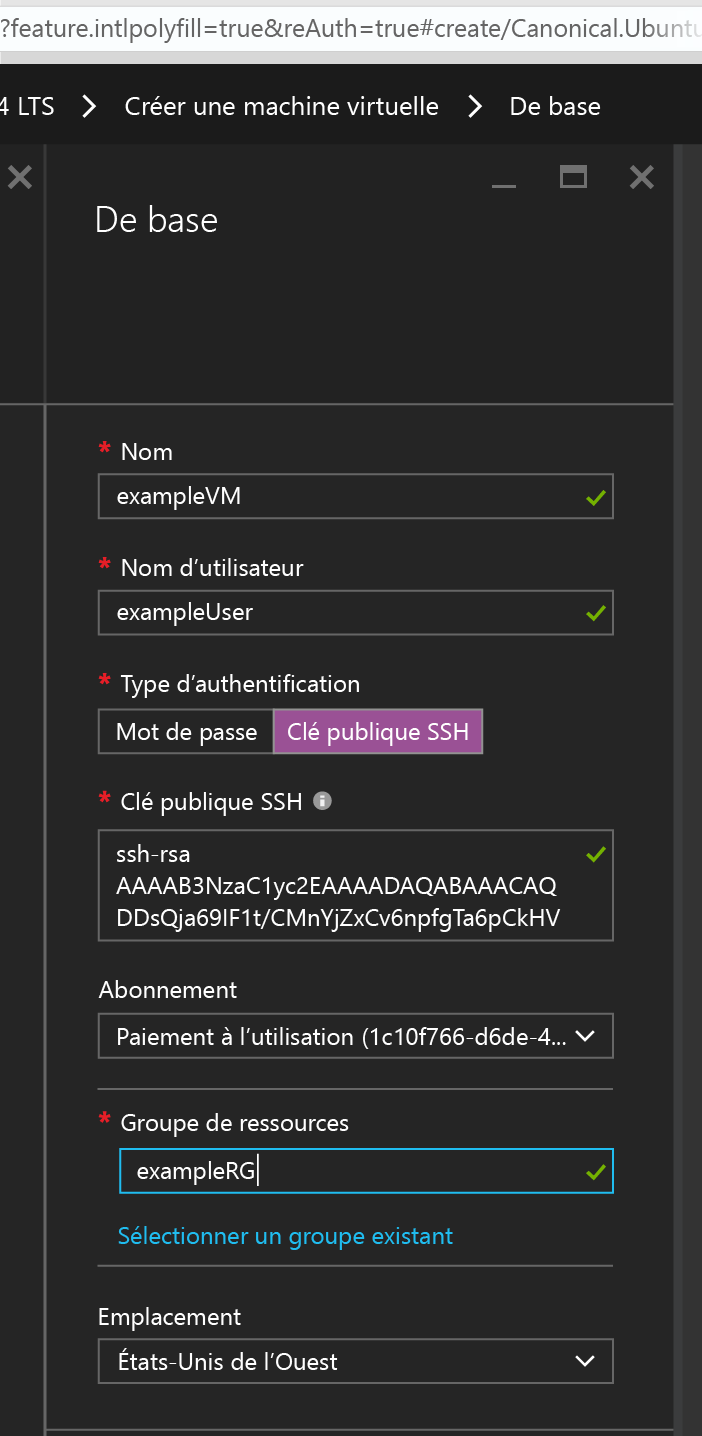 ?feature.intlpolyfill=true&reAuth=true#create/Canonical.Ubuntu
4 LTS > Créer une machine virtuelle > De base
De base
* Nom
exampleVM
* Nom d’utilisateur
exampleUser
* Type d’authentification
Mot de passe Clé publique SSH
* Clé publique SSH
ssh-rsa
AAAAB3NzaC1yc2EAAAADAQABAAACAQ
DDsQja69IF1t/CMnYjZxCv6npfgTa6pCkHV
Abonnement
Paiement à l’utilisation (1c10f766-d6de-4...
* Groupe de ressources
exampleRG
Sélectionner un groupe existant
Emplacement
États-Unis de l’Ouest